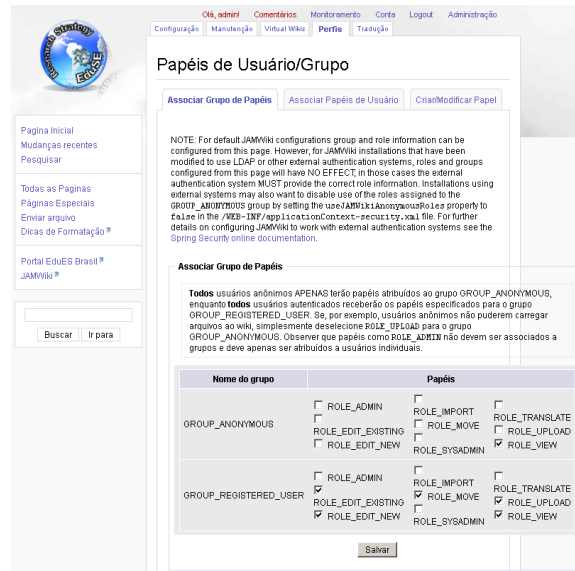 Olá, admin! Comentários Monitoramento Conta Logout Administração
Configuração Manutenção Virtual Wikis Perfis Tradução
Research Strategy
EduSE
Papéis de Usuário/Grupo
Associar Grupo de Papéis Associar Papéis de Usuário Criar/Modificar Papel
Pagina Inicial
Mudanças recentes
Pesquisar
Todas as Paginas
Páginas Especiais
Enviar arquivo
Dicas de Formatação
Portal EduES Brasil
JAMWiki
Buscar Ir para
NOTE: For default JAMWiki configurations group and role information can be
configured from this page. However, for JAMWiki installations that have been
modified to use LDAP or other external authentication systems, roles and groups
configured from this page will have NO EFFECT, in those cases the external
authentication system MUST provide the correct role information. Installations using
external systems may also want to disable use of the roles assigned to the
GROUP_ANONYMOUS group by setting the useJAMWikiAnonymousRoles property to
false in the /WEB-INF/applicationContext-security.xml file. For further
details on configuring JAMWiki to work with external authentication systems see the
Spring Security online documentation.
Associar Grupo de Papéis
Todos usuários anônimos APENAS terão papéis atribuídos ao grupo GROUP_ANONYMOUS,
enquanto todos usuários autenticados receberão os papéis especificados para o grupo
GROUP_REGISTERED_USER. Se, por exemplo, usuários anônimos não puderem carregar
arquivos ao wiki, simplesmente deselecione ROLE_UPLOAD para o grupo
GROUP_ANONYMOUS. Observer que papéis como ROLE_ADMIN não devem ser associados a
grupos e deve apenas ser atribuídos a usuários individuais.
Nome do grupo Papéis
GROUP_ANONYMOUS
ROLE_ADMIN
ROLE_EDIT_EXISTING
ROLE_EDIT_NEW
ROLE_IMPORT
ROLE_MOVE
ROLE_SYSADMIN
ROLE_TRANSLATE
ROLE_UPLOAD
ROLE_VIEW
GROUP_REGISTERED_USER
ROLE_ADMIN
ROLE_EDIT_EXISTING
ROLE_EDIT_NEW
ROLE_IMPORT
ROLE_MOVE
ROLE_SYSADMIN
ROLE_TRANSLATE
ROLE_UPLOAD
ROLE_VIEW
Salvar